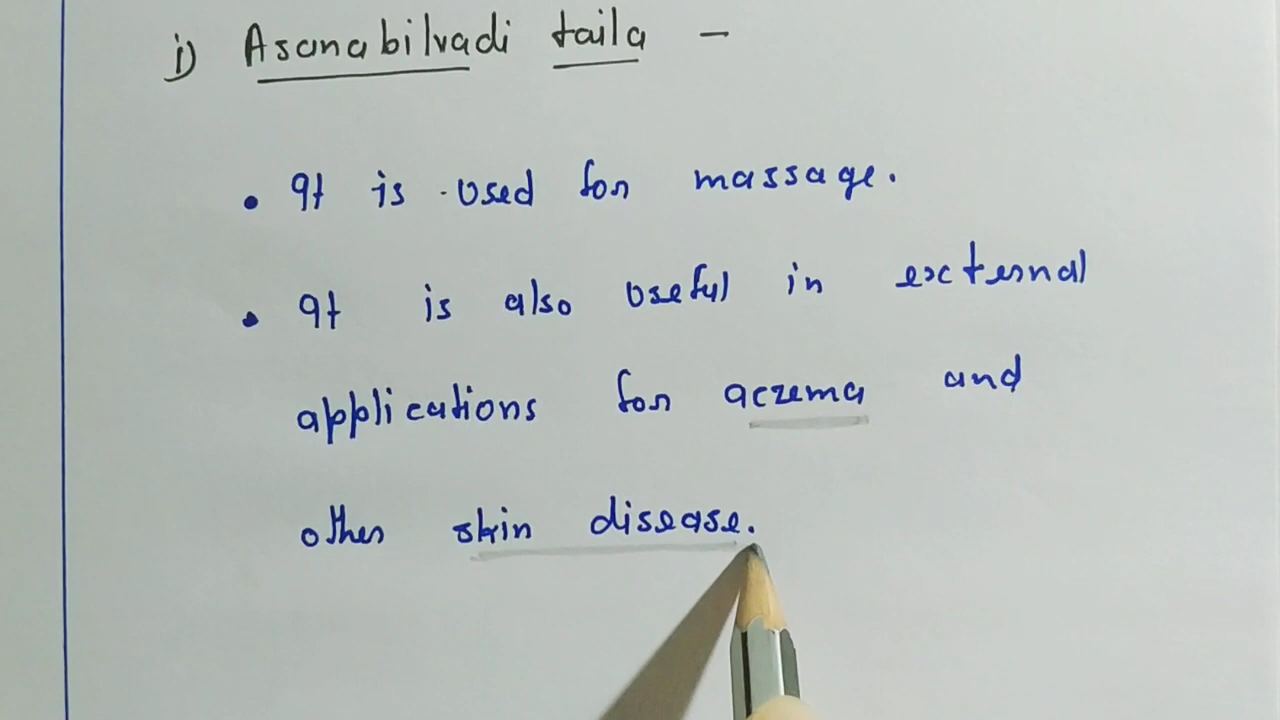 i) Asanabilvadi taila -
• It is used for massage.
• It is also useful in external
applications for aczema and
other skin disease.